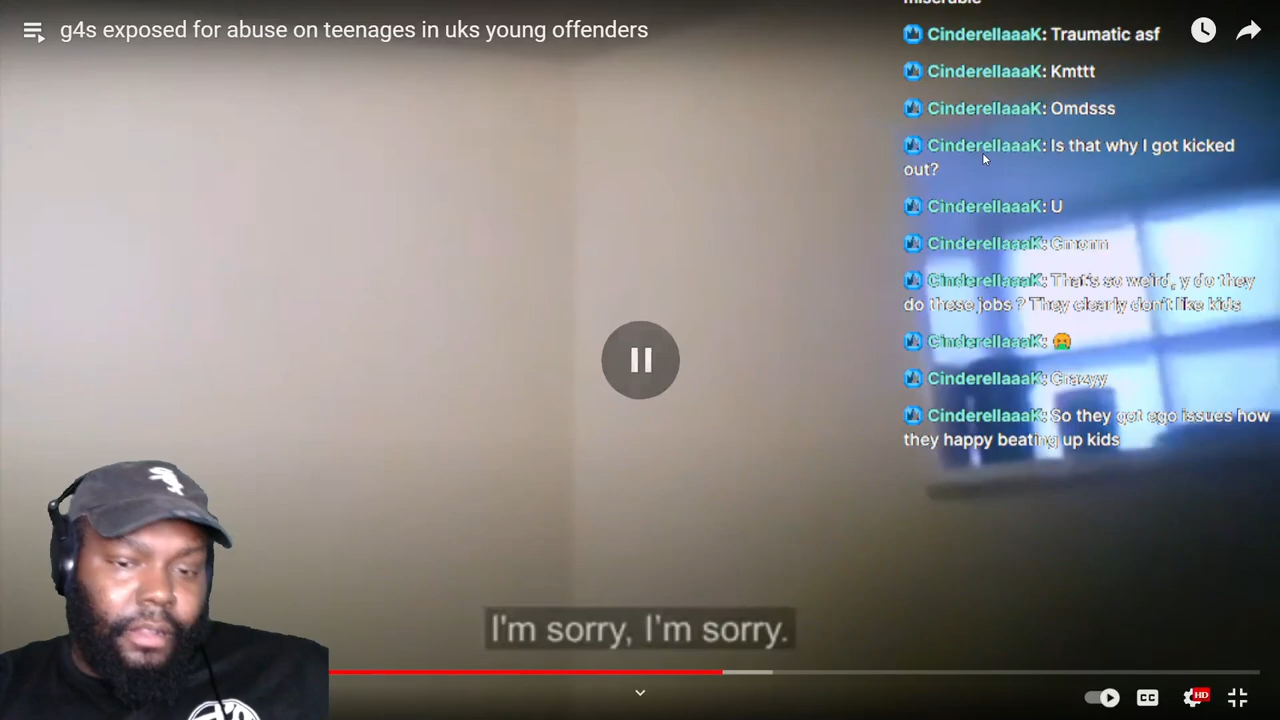 miserable
g4s exposed for abuse on teenages in uks young offenders
CinderellaaaK: Traumatic asf
CinderellaaaK: Kmttt
CinderellaaaK: Omdsss
CinderellaaaK: Is that why I got kicked
out?
CinderellaaaK: U
CinderellaaaK: Gmorn
CinderellaaaK: That's so weird, y do they
do these jobs ? They clearly don't like kids
CinderellaaaK: 🤮
CinderellaaaK: Crazyy
CinderellaaaK: So they got ego issues how
they happy beating up kids
I'm sorry, I'm sorry.
CC
HD